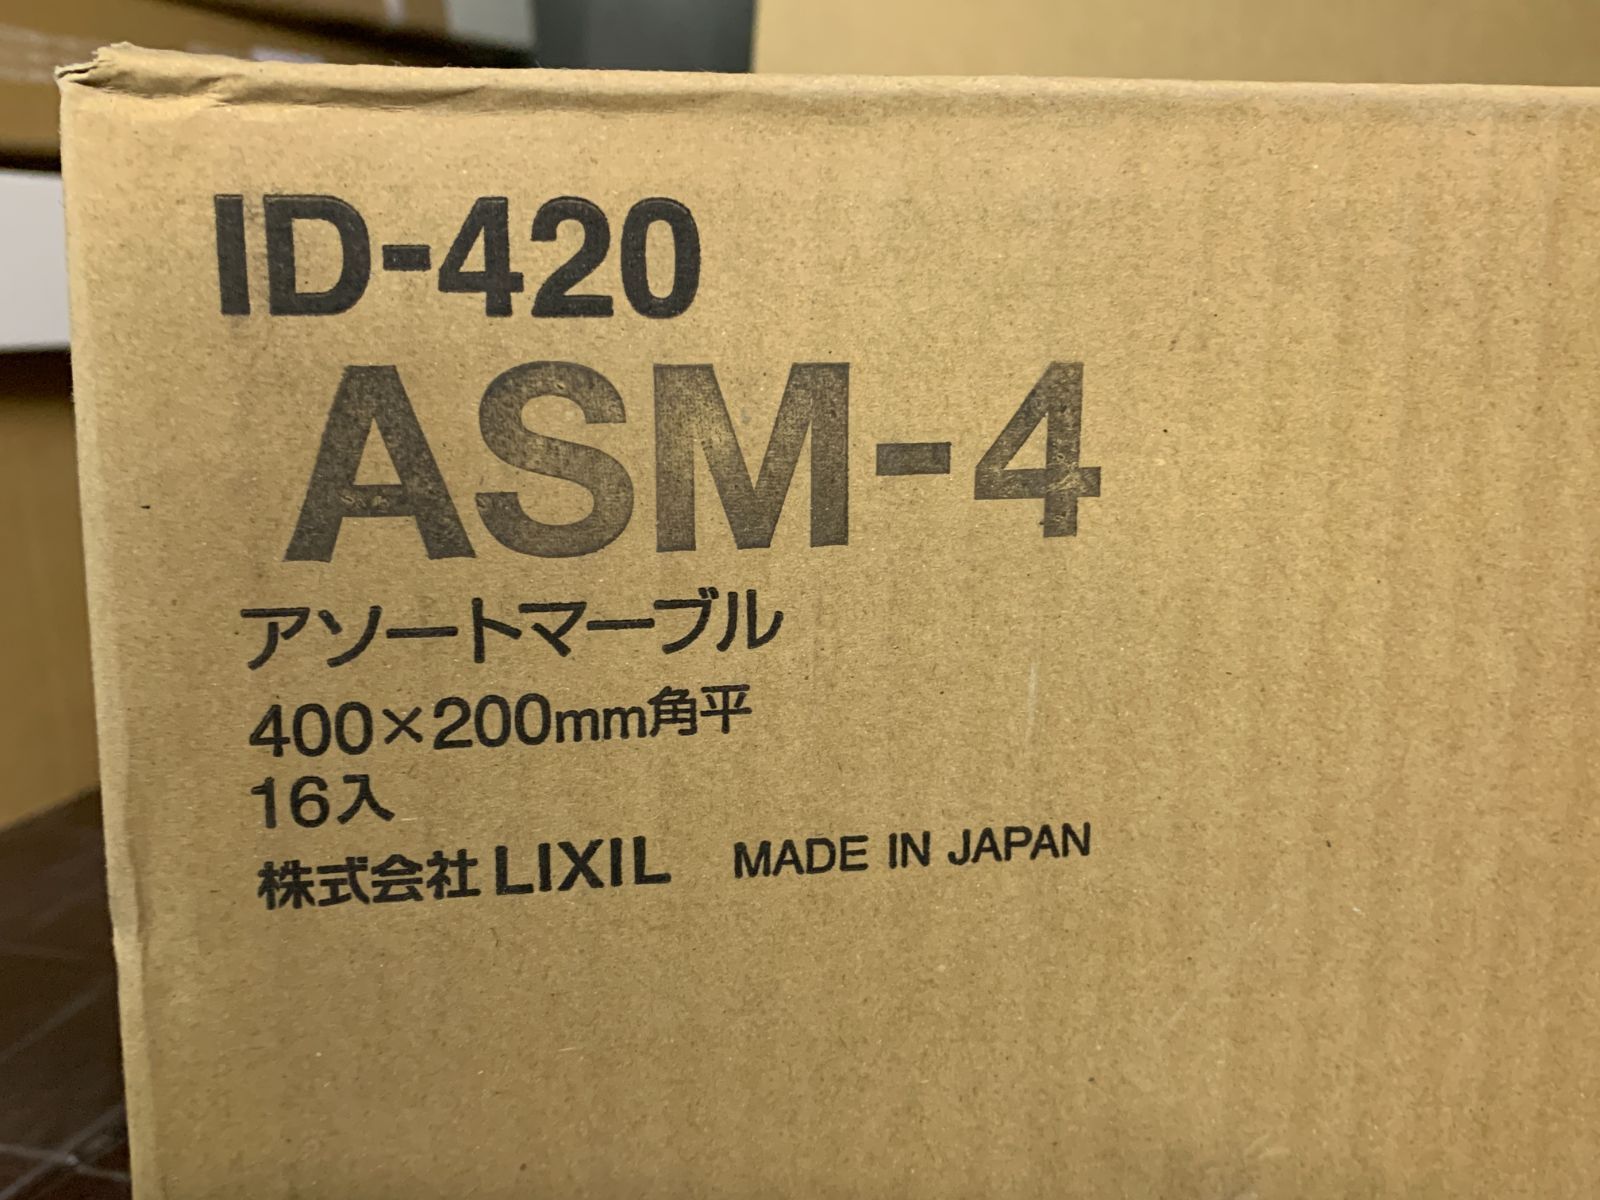 ID-420
ASM-4
アソートマーブル
400×200mm角平
16入
株式会社LIXIL MADE IN JAPAN